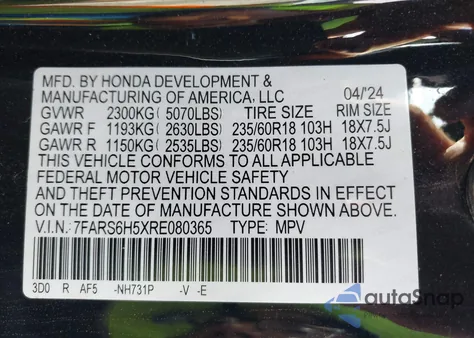 MFD. BY HONDA DEVELOPMENT &
MANUFACTURING OF AMERICA, LLC 04/'24
GVWR 2300KG ( 5070LBS) TIRE SIZE RIM SIZE
GAWR F 1193KG ( 2630LBS) 235/60R18 103H 18X7.5J
GAWR R 1150KG ( 2535LBS) 235/60R18 103H 18X7.5J
THIS VEHICLE CONFORMS TO ALL APPLICABLE
FEDERAL MOTOR VEHICLE SAFETY
AND THEFT PREVENTION STANDARDS IN EFFECT
ON THE DATE OF MANUFACTURE SHOWN ABOVE.
V.I.N.: 7FARS6H5XRE080365 TYPE: MPV
3D0 R AF5 -NH731P -V -E
autoSnap